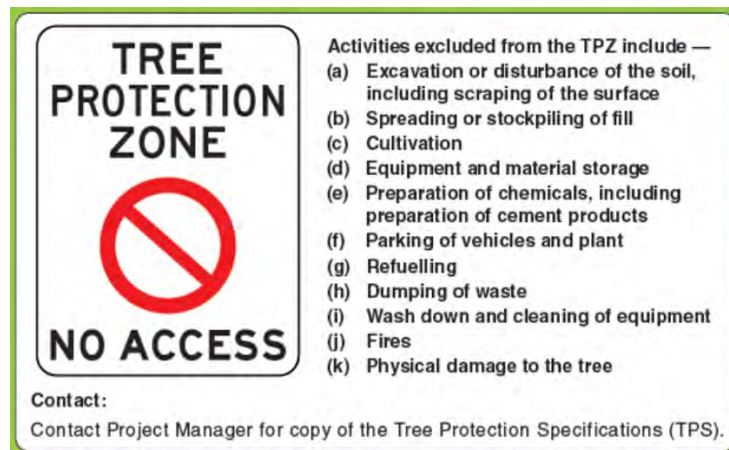 TREE
PROTECTION
ZONE
NO ACCESS
Activities excluded from the TPZ include —
(a) Excavation or disturbance of the soil,
including scraping of the surface
(b) Spreading or stockpiling of fill
(c) Cultivation
(d) Equipment and material storage
(e) Preparation of chemicals, including
preparation of cement products
(f) Parking of vehicles and plant
(g) Refuelling
(h) Dumping of waste
(i) Wash down and cleaning of equipment
(j) Fires
(k) Physical damage to the tree
Contact:
Contact Project Manager for copy of the Tree Protection Specifications (TPS).